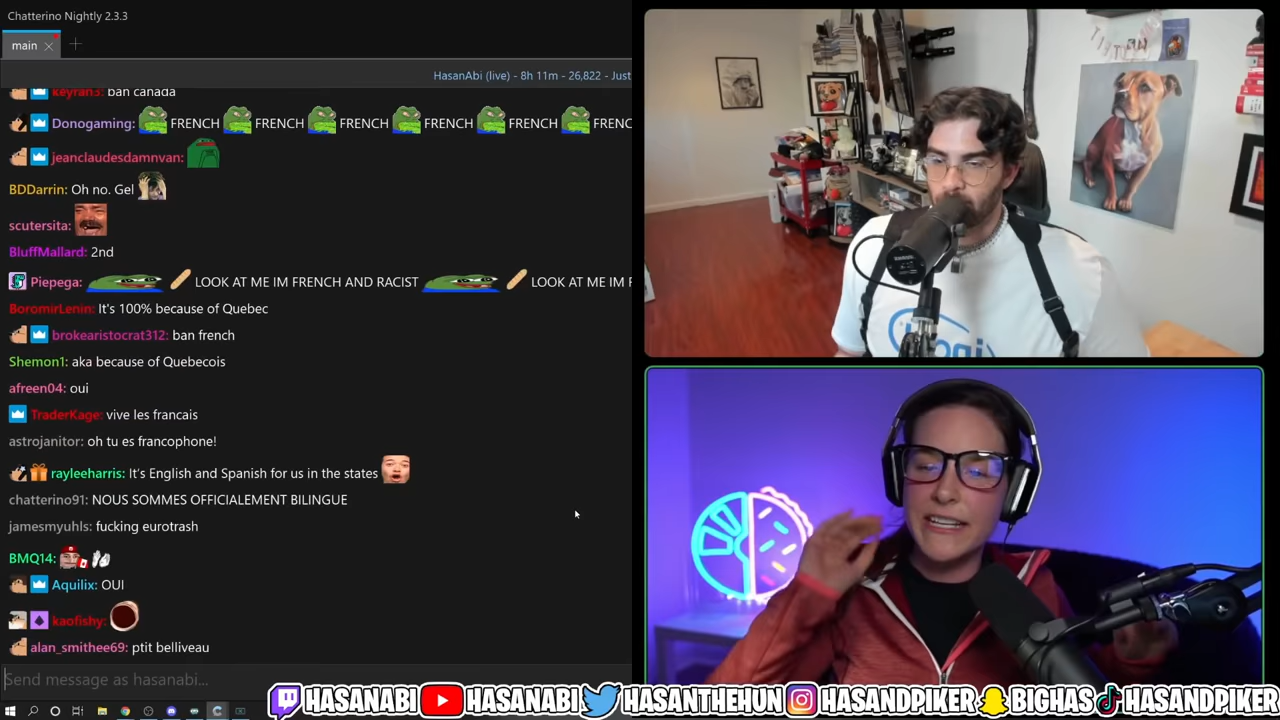 Chatterino Nightly 2.3.3
main
HasanAbi (live) - 8h 11m - 26,822 - Just
keyran3: ban canada
Donogaming: FRENCH FRENCH FRENCH FRENCH FRENCH FRENC
jeanclaudesdamnvan:
BDDarrin: Oh no. Gel
scutersita:
BluffMallard: 2nd
Piepega: LOOK AT ME IM FRENCH AND RACIST LOOK AT ME IM F
BoromirLenin: It's 100% because of Quebec
brokearistocrat312: ban french
Shemon1: aka because of Quebecois
afreen04: oui
TraderKage: vive les francais
astrojanitor: oh tu es francophone!
rayleeharris: It's English and Spanish for us in the states
chatterino91: NOUS SOMMES OFFICIALEMENT BILINGUE
jamesmyuhls: fucking eurotrash
BMQ14:
Aquilix: OUI
kaofishy:
alan_smithee69: ptit belliveau
Send message as hasanabi...
HASANABI HASANABI HASANTHEHUN HASANDPIKER BIGHAS HASANDPIKER